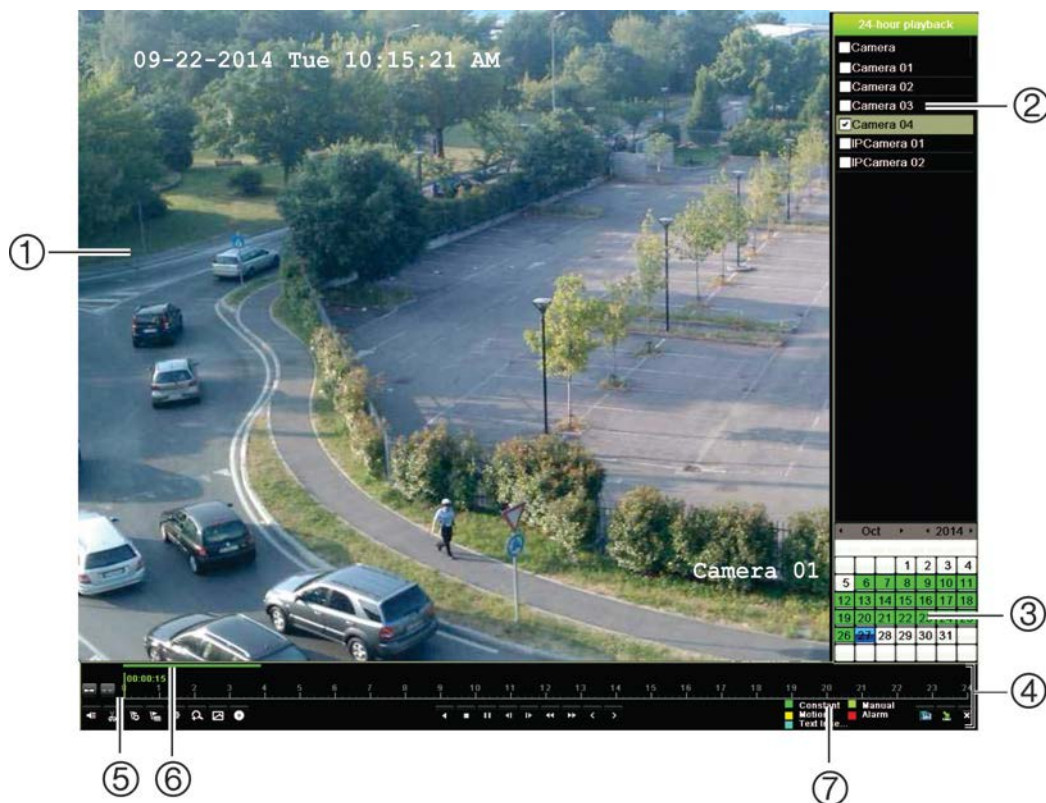 09-22-2014 Tue 10:15:21 AM
Camera 01
24-hour playback
Camera
Camera 01
Camera 02
Camera 03
Camera 04
IPCamera 01
IPCamera 02
Oct 2014
1 2 3 4
5 6 7 8 9 10 11
12 13 14 15 16 17 18
19 20 21 22 23 24 25
26 27 28 29 30 31
00:00:15
0 1 2 3 4 5 6 7 8 9 10 11 12 13 14 15 16 17 18 19 20 21 22 23 24
Constant Manual
Motion Alarm
Text
① ② ③ ④ ⑤ ⑥ ⑦